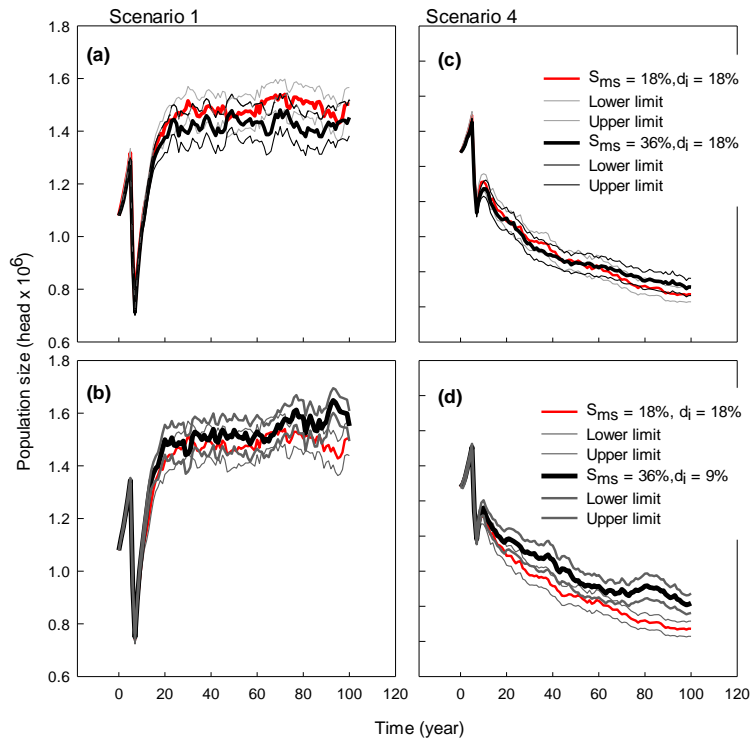 Scenario 1
Scenario 4
1.8
(a)
1.6
1.4
1.2
1.0
0.8
0.6
(c)
Sms = 18%,di = 18%
Lower limit
Upper limit
Sms = 36%,di = 18%
Lower limit
Upper limit
Population size (head x 10^6)
1.8
(b)
1.6
1.4
1.2
1.0
0.8
0.6
0 20 40 60 80 100 120
(d)
Sms = 18%, di = 18%
Lower limit
Upper limit
Sms = 36%,di = 9%
Lower limit
Upper limit
0 20 40 60 80 100 120
Time (year)